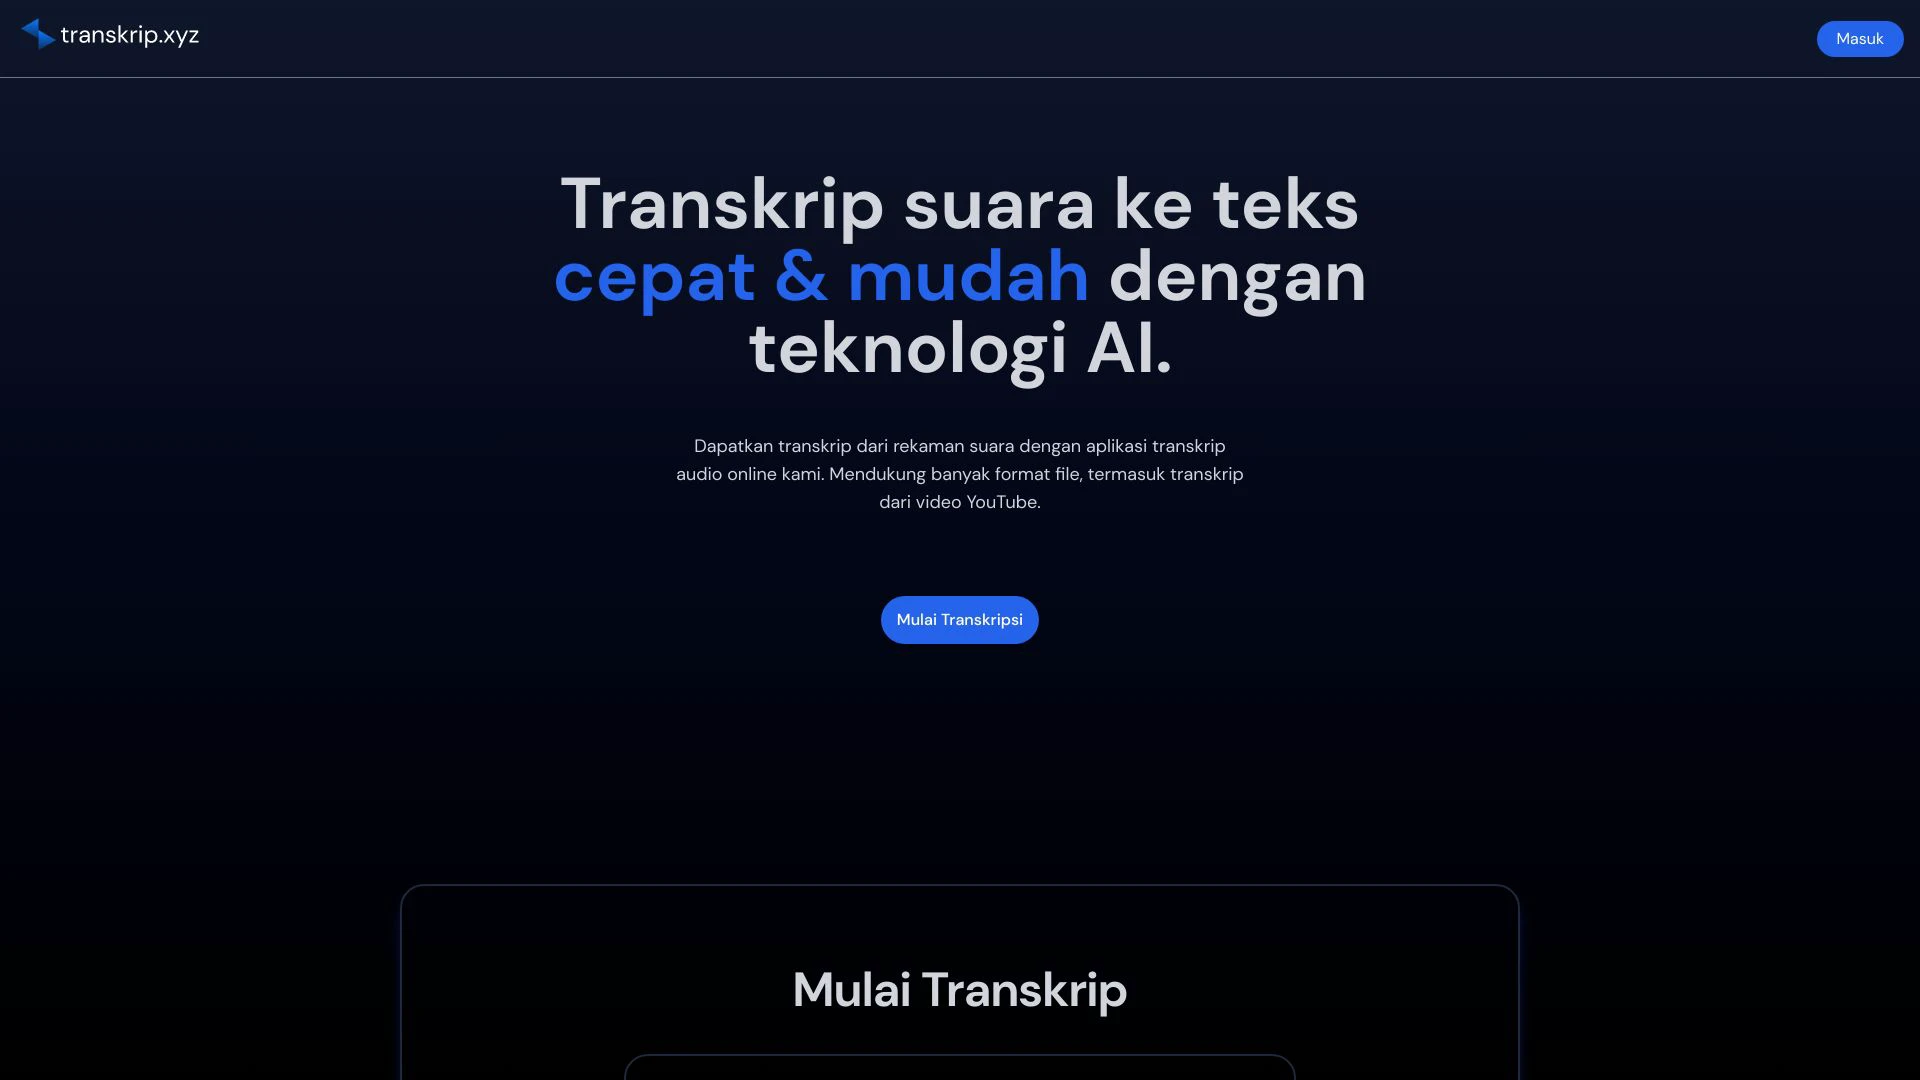 transkrip.xyz
Masuk
Transkrip suara ke teks
cepat & mudah dengan
teknologi AI.
Dapatkan transkrip dari rekaman suara dengan aplikasi transkrip
audio online kami. Mendukung banyak format file, termasuk transkrip
dari video YouTube.
Mulai Transkripsi
Mulai Transkrip